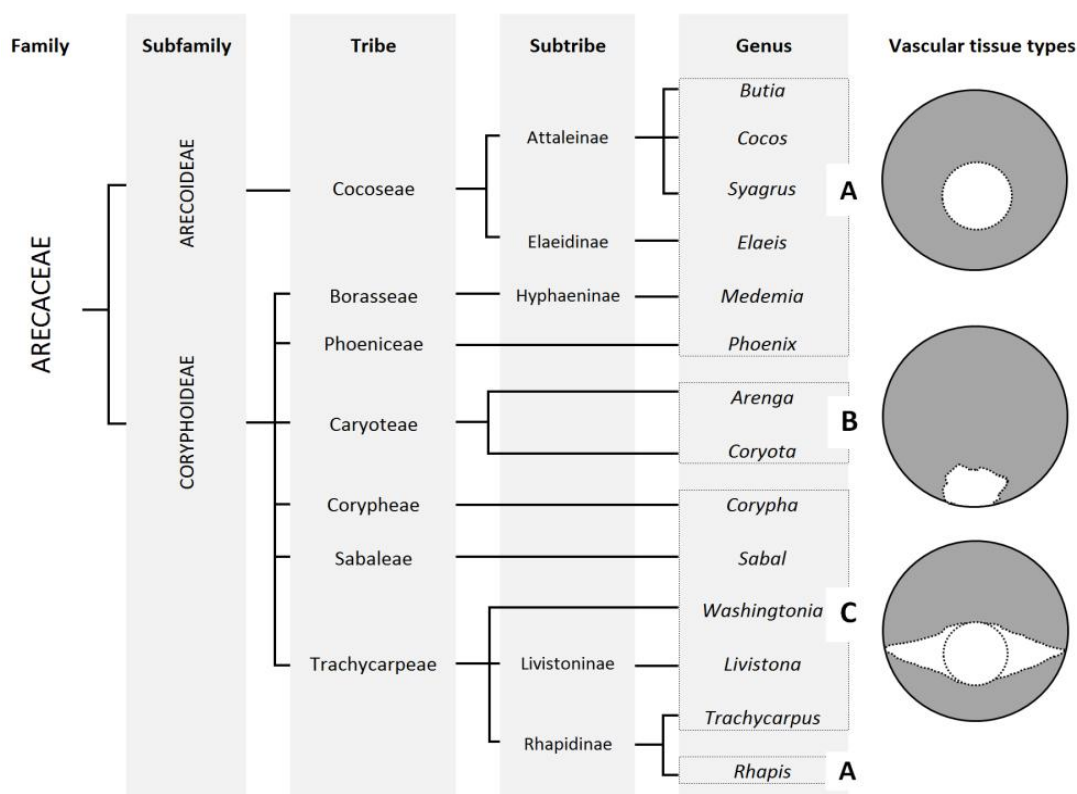 Family Subfamily Tribe Subtribe Genus Vascular tissue types
ARECACEAE
ARECOIDEAE
CORYPHOIDEAE
Butia
Attaleinae Cocos
Cocoseae Syagrus A
Elaeidinae Elaeis
Borasseae Hyphaeninae Medemia
Phoeniceae Phoenix
Arenga
Caryoteae B
Coryota
Corypheae Corypha
Sabaleae Sabal
Washingtonia C
Trachycarpeae Livistoninae Livistona
Trachycarpus
Rhapidinae
Rhapis A